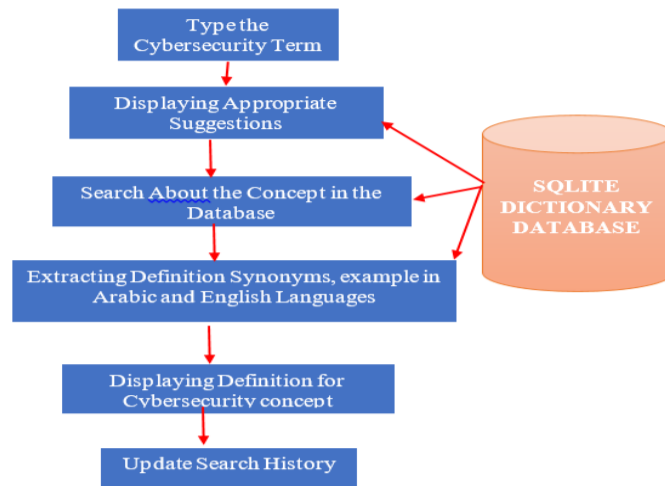 Type the
Cybersecurity Term
Displaying Appropriate
Suggestions
Search About the Concept in the
Database
Extracting Definition Synonyms, example in
Arabic and English Languages
Displaying Definition for
Cybersecurity concept
Update Search History
SQLITE
DICTIONARY
DATABASE